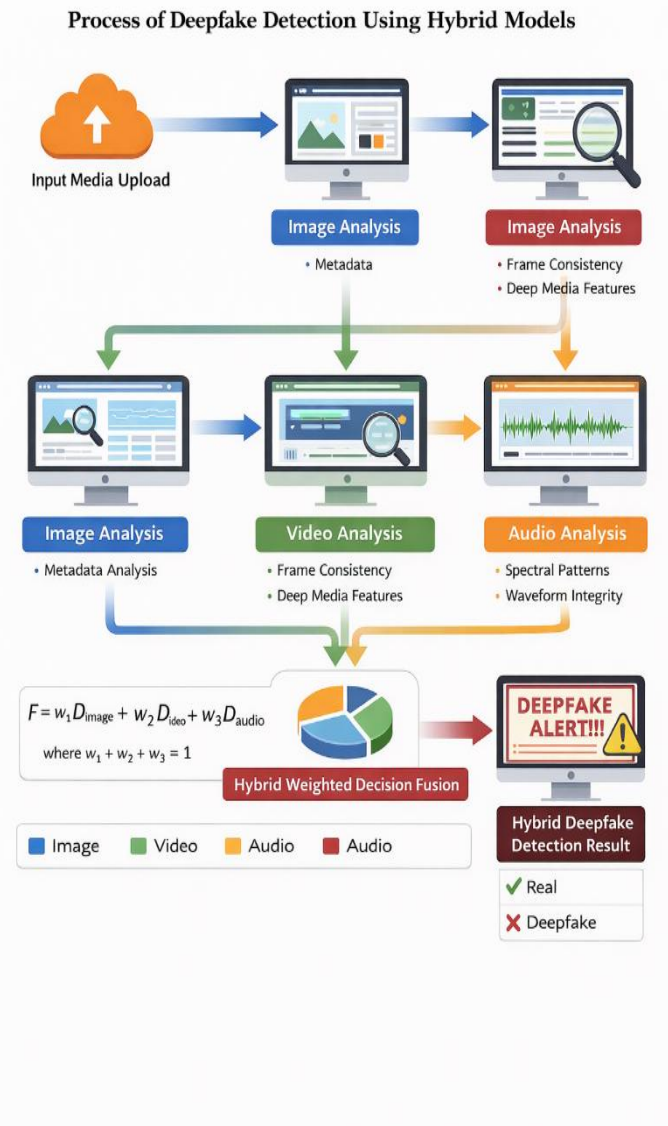 Process of Deepfake Detection Using Hybrid Models
Input Media Upload
Image Analysis
• Metadata
Image Analysis
• Frame Consistency
• Deep Media Features
Image Analysis
• Metadata Analysis
Video Analysis
• Frame Consistency
• Deep Media Features
Audio Analysis
• Spectral Patterns
• Waveform Integrity
F = w₁D_image + w₂D_ideo + w₃D_audio
where w₁ + w₂ + w₃ = 1
Hybrid Weighted Decision Fusion
DEEPFAKE
ALERT!!!
Hybrid Deepfake
Detection Result
Real
Deepfake
Image
Video
Audio
Audio